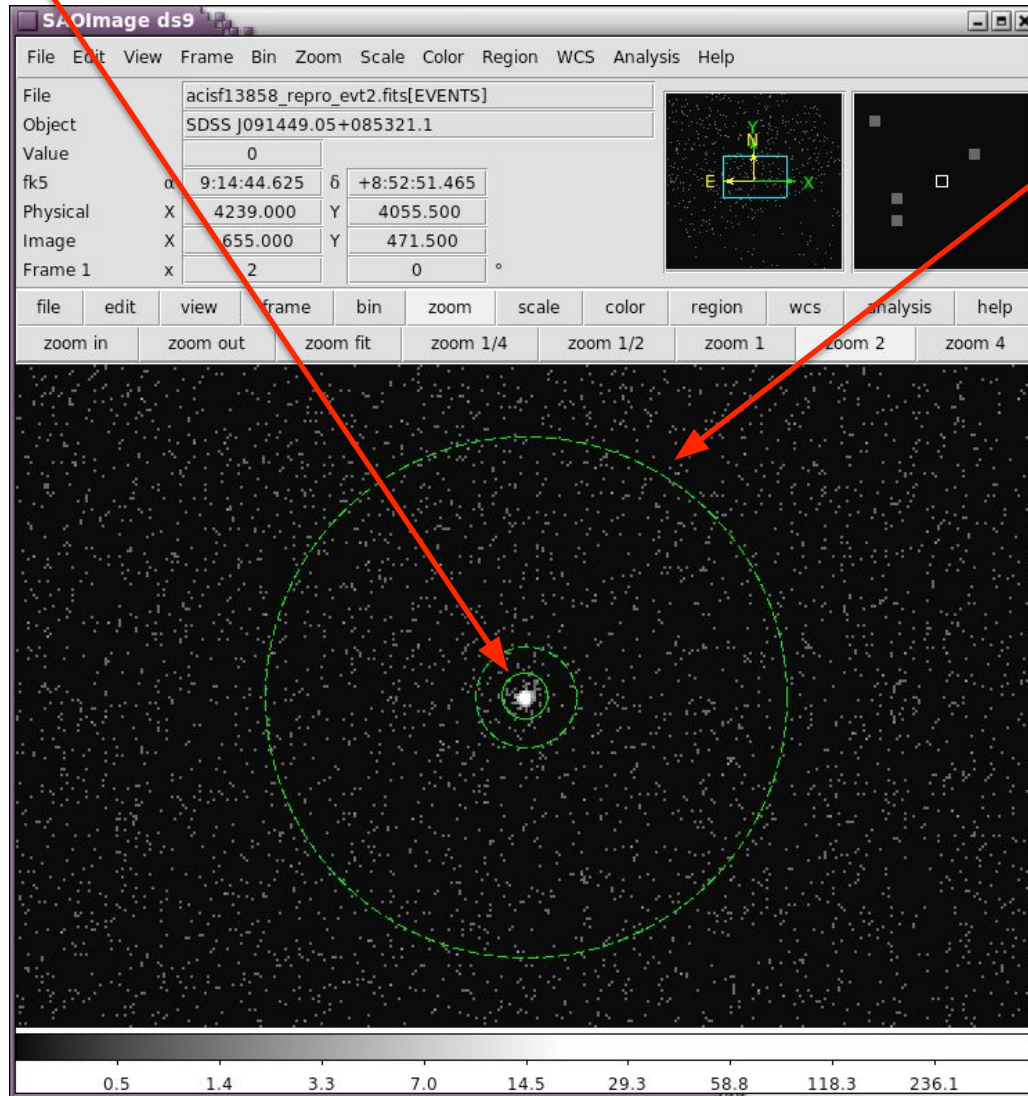 SAOImage ds9
File Edit View Frame Bin Zoom Scale Color Region WCS Analysis Help
File acisf13858_repro_evt2.fits[EVENTS]
Object SDSS J091449.05+085321.1
Value 0
fk5 α 9:14:44.625 δ +8:52:51.465
Physical X 4239.000 Y 4055.500
Image X 655.000 Y 471.500
Frame 1 x 2 0 °
Y
N
E X
file edit view frame bin zoom scale color region wcs analysis help
zoom in zoom out zoom fit zoom 1/4 zoom 1/2 zoom 1 zoom 2 zoom 4
0.5 1.4 3.3 7.0 14.5 29.3 58.8 118.3 236.1